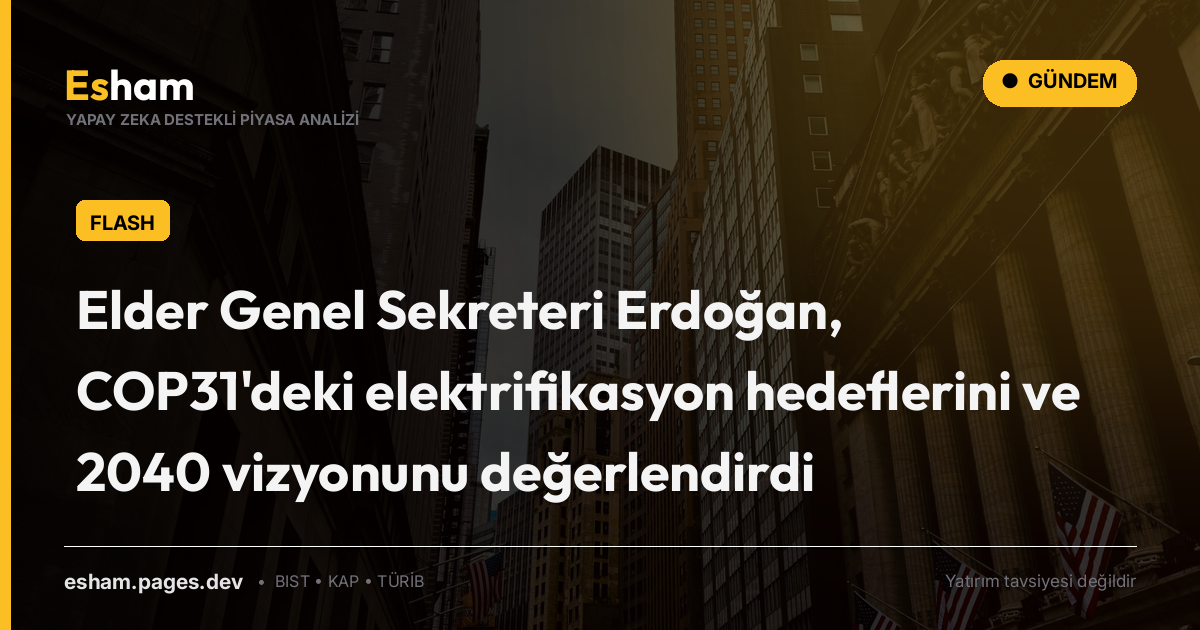 Esham
YAPAY ZEKA DESTEKLİ PİYASA ANALİZİ
● GÜNDEM
FLASH
Elder Genel Sekreteri Erdoğan,
COP31'deki elektrifikasyon hedeflerini ve
2040 vizyonunu değerlendirdi
esham.pages.dev • BIST • KAP • TÜRİB
Yatırım tavsiyesi değildir